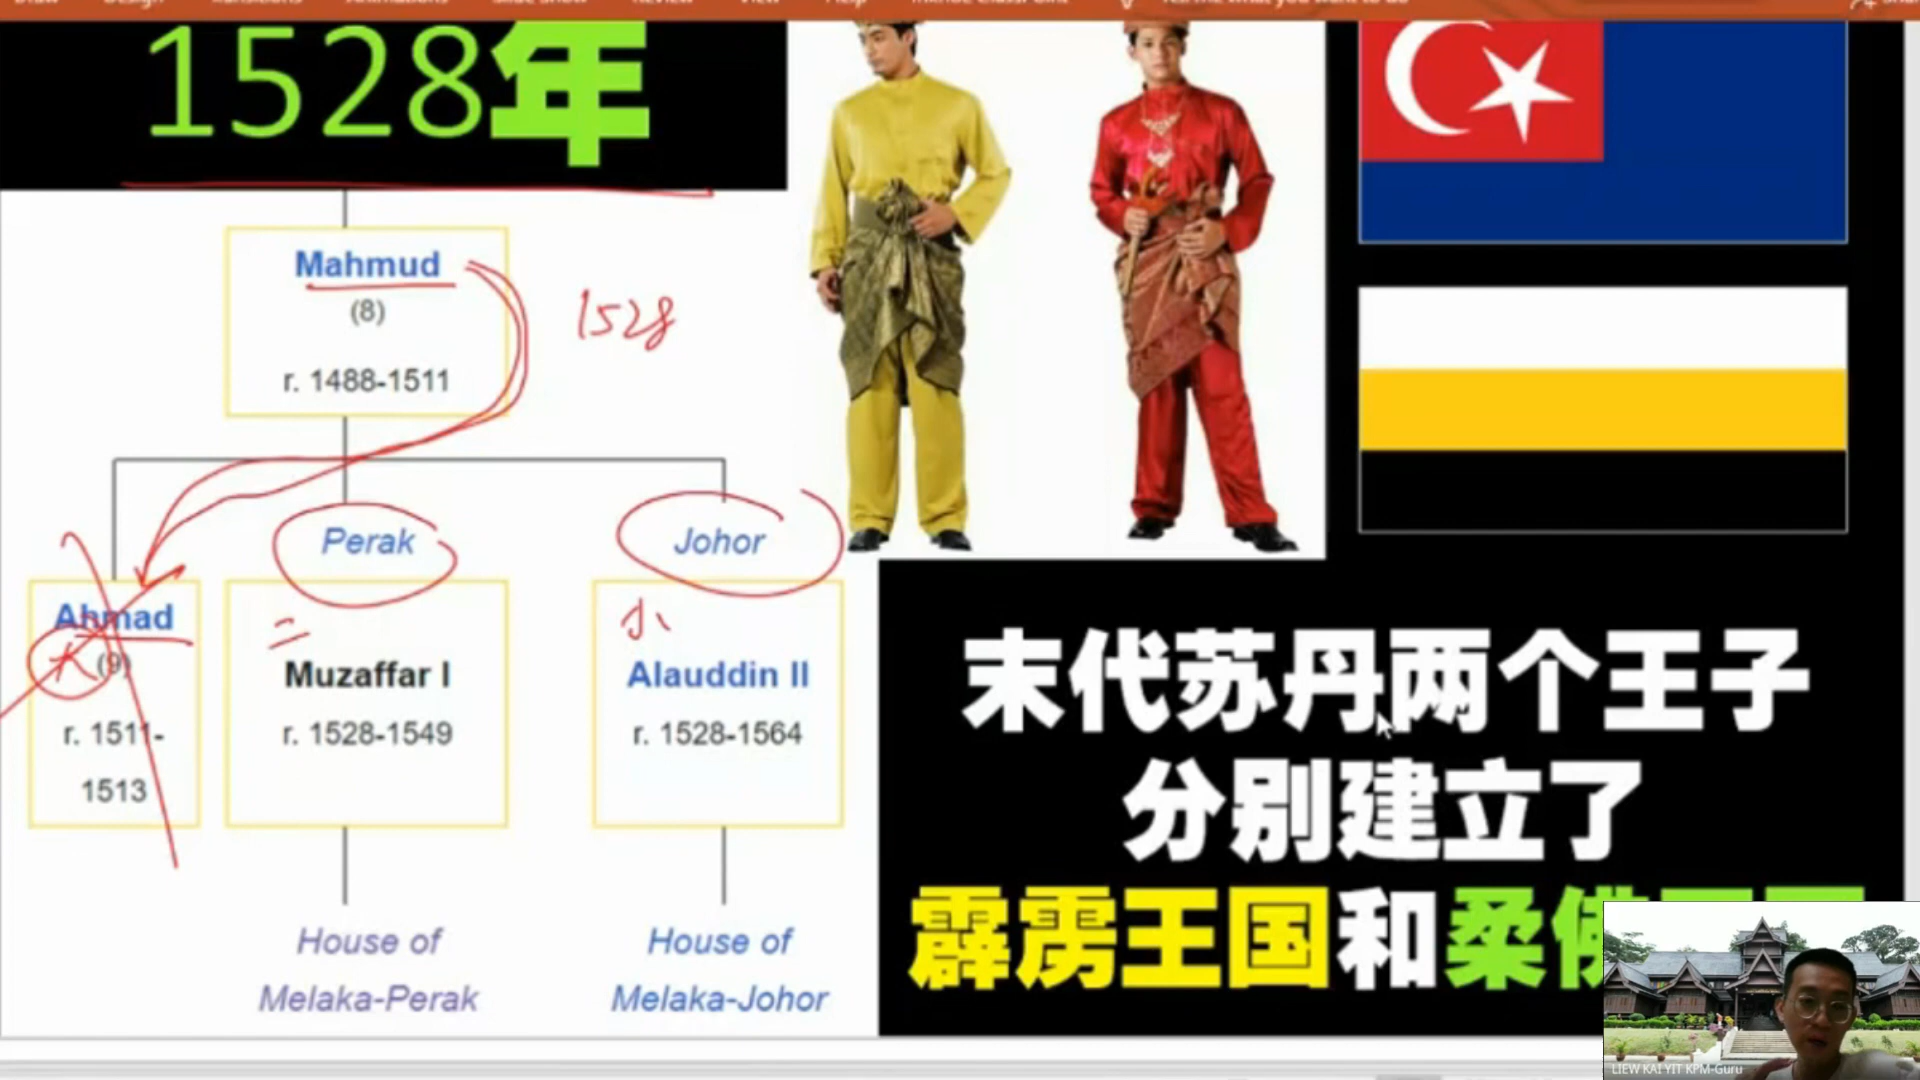 1528年
Mahmud
(8)
r. 1488-1511
1528
Perak
Johor
Ahmad
大
(9)
r. 1511-
1513
二
Muzaffar I
r. 1528-1549
小
Alauddin II
r. 1528-1564
House of
Melaka-Perak
House of
Melaka-Johor
末代苏丹两个王子
分别建立了
霹雳王国和柔佛
LIEW KAI YIT KPM-Guru